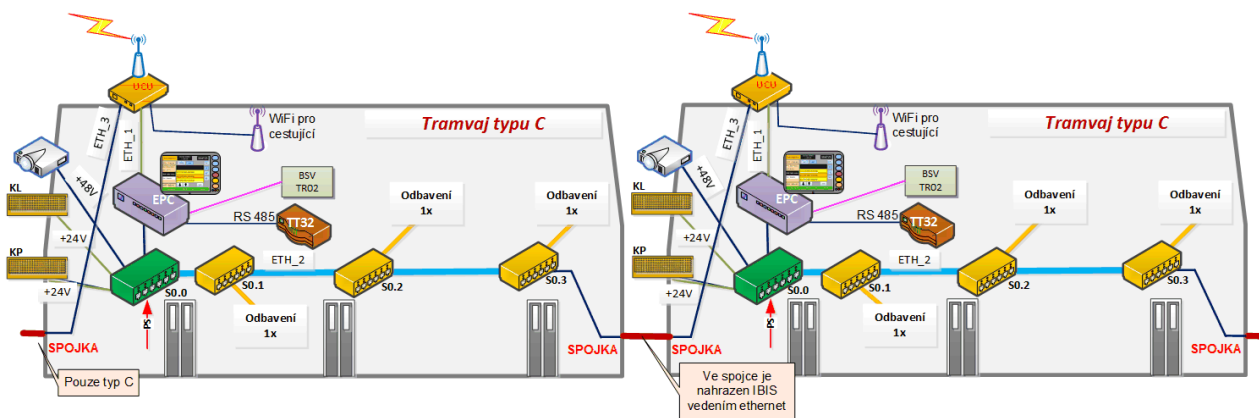 UCU
ETH_3
ETH_1
WiFi pro
cestující
Tramvaj typu C
+48V
KL
EPC
BSV
TR02
RS 485
TT32
Odbavení
1x
Odbavení
1x
+24V
KP
ETH_2
+24V
S0.0
S0.1
S0.2
S0.3
PS
Odbavení
1x
SPOJKA
SPOJKA
Pouze typ C
UCU
ETH_3
ETH_1
WiFi pro
cestující
Tramvaj typu C
+48V
KL
EPC
BSV
TR02
RS 485
TT32
Odbavení
1x
Odbavení
1x
+24V
KP
ETH_2
+24V
S0.0
S0.1
S0.2
S0.3
PS
Odbavení
1x
SPOJKA
SPOJKA
Ve spojce je
nahrazen IBIS
vedením ethernet